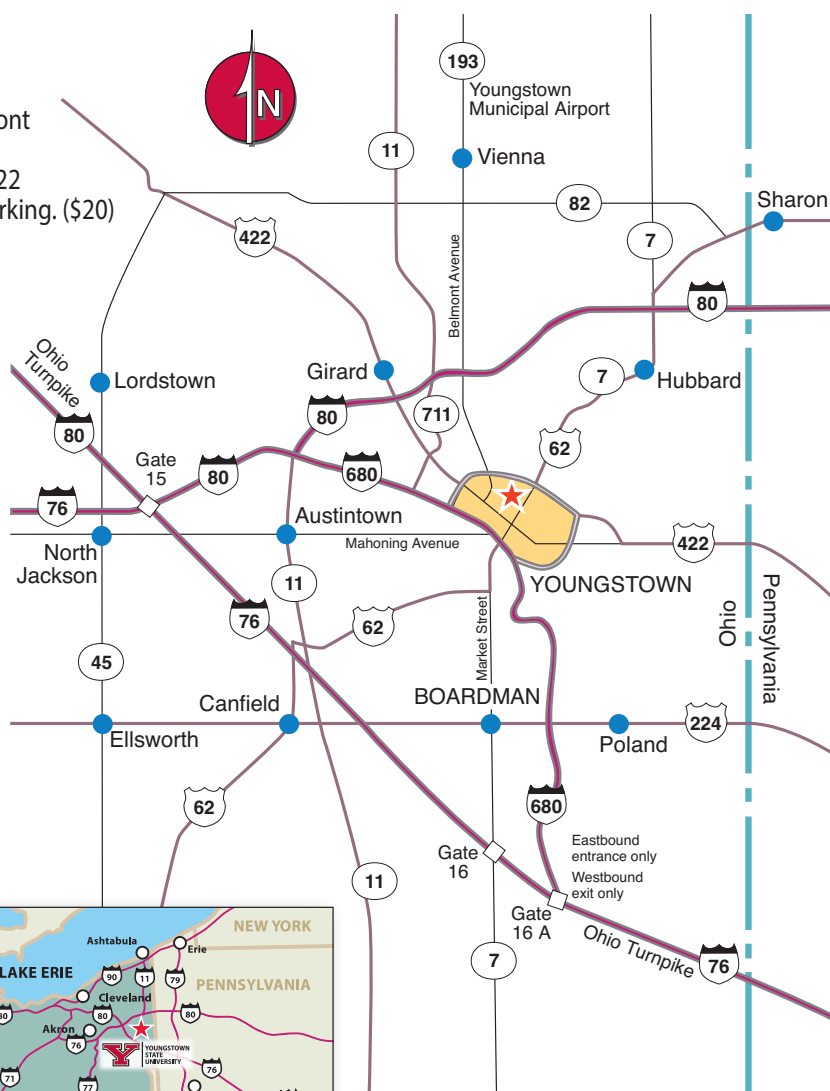 ont
22
rking. ($20)
N
193
Youngstown
Municipal Airport
11
Vienna
82
Sharon
422
7
80
Belmont Avenue
Ohio
Turnpike
Lordstown
Girard
7
Hubbard
80
711
80
62
Gate
15
80
680
76
Austintown
Mahoning Avenue
422
North
Jackson
YOUNGSTOWN
11
76
62
Market Street
Ohio
Pennsylvania
45
Canfield
BOARDMAN
224
Ellsworth
Poland
62
680
Gate
16
Eastbound
entrance only
Westbound
exit only
11
Gate
16 A
Ohio Turnpike
7
76
NEW YORK
Ashtabula
Erie
LAKE ERIE
90
11
79
PENNSYLVANIA
Cleveland
80
80
80
Akron
76
Y
YOUNGSTOWN
STATE
UNIVERSITY
76
71
77